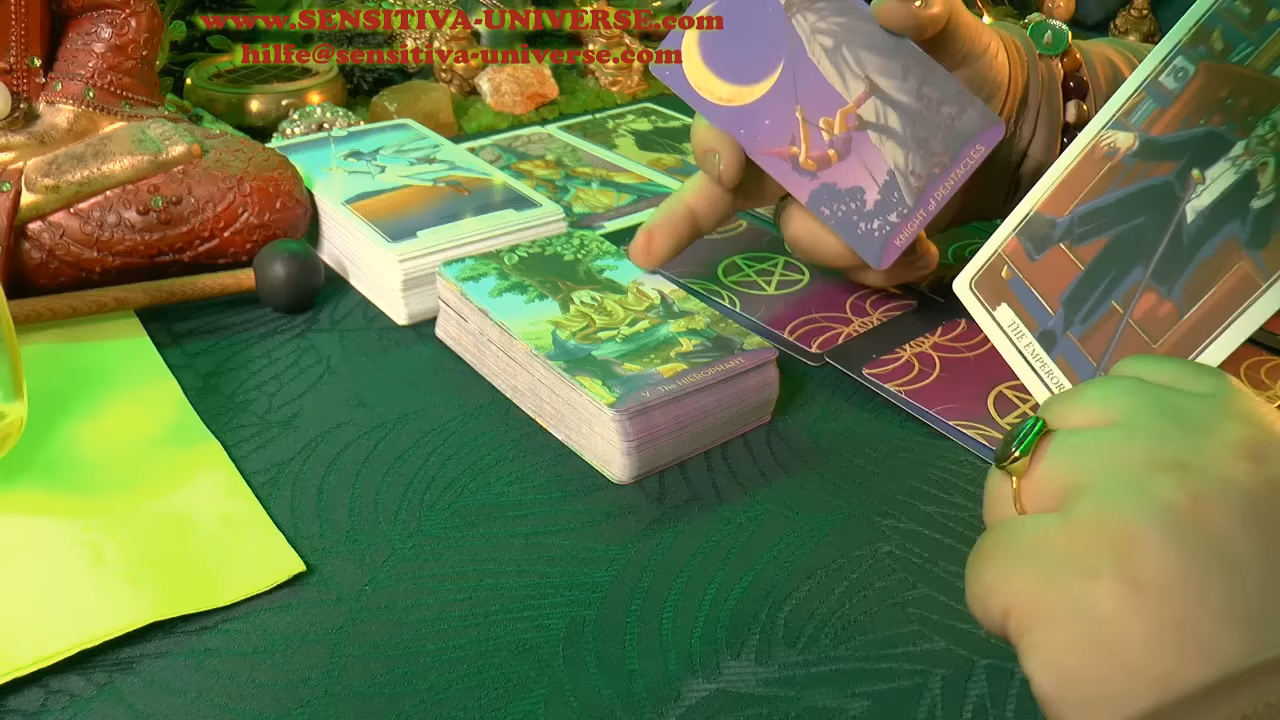 www.SENSITIVA-UNIVERSE.com
hilfe@sensitiva-universe.com
KNIGHT of PENTACLES
THE EMPEROR
V - The HIEROPHANT